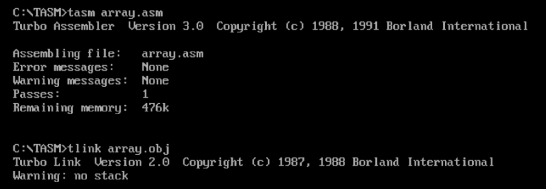 C:\TASM>tasm array.asm
Turbo Assembler  Version 3.0  Copyright (c) 1988, 1991 Borland International
Assembling file:   array.asm
Error messages:    None
Warning messages:  None
Passes:            1
Remaining memory:  476k
C:\TASM>tlink array.obj
Turbo Link  Version 2.0  Copyright (c) 1987, 1988 Borland International
Warning: no stack